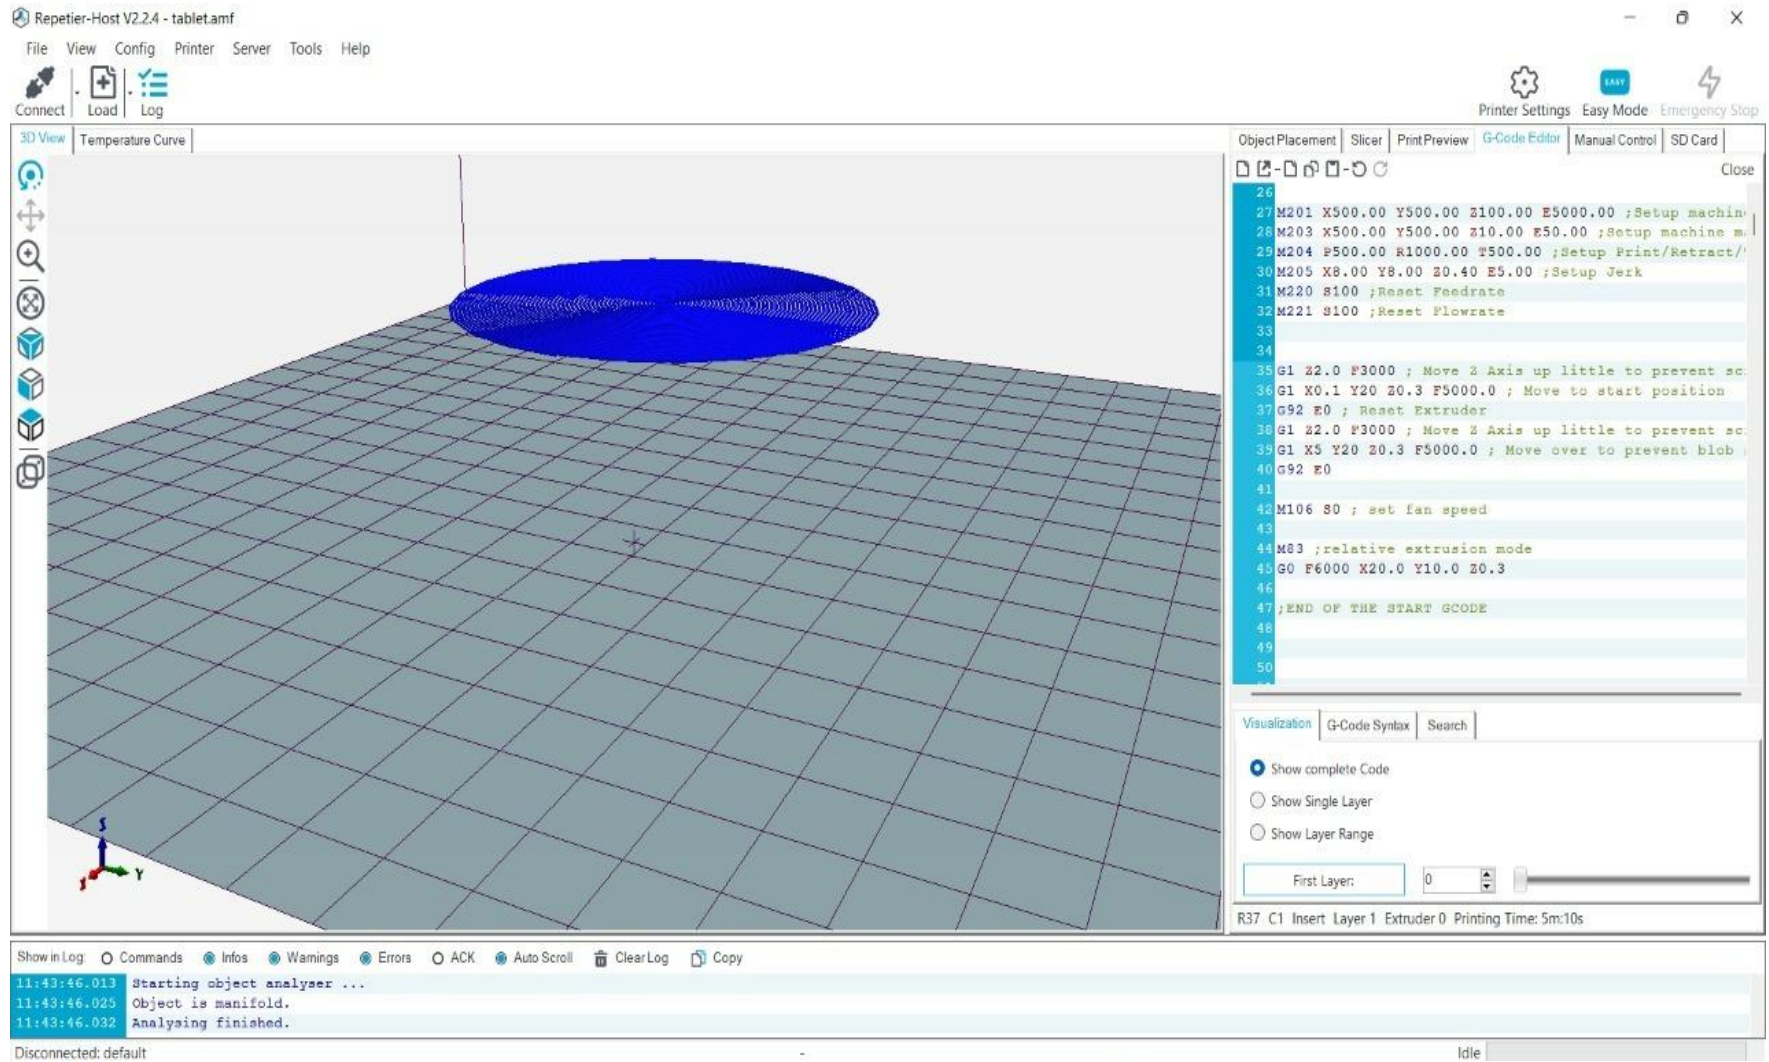 Repetier-Host V2.2.4 - tablet.amf
File View Config Printer Server Tools Help
Connect Load Log
Printer Settings Easy Mode Emergency Stop
3D View Temperature Curve
Object Placement Slicer Print Preview G-Code Editor Manual Control SD Card
Close
26
27 M201 X500.00 Y500.00 Z100.00 E5000.00 ;Setup machin
28 M203 X500.00 Y500.00 Z10.00 E50.00 ;Setup machine m
29 M204 P500.00 R1000.00 T500.00 ;Setup Print/Retract/
30 M205 X8.00 Y8.00 Z0.40 E5.00 ;Setup Jerk
31 M220 S100 ;Reset Feedrate
32 M221 S100 ;Reset Flowrate
33
34
35 G1 Z2.0 F3000 ; Move Z Axis up little to prevent sc
36 G1 X0.1 Y20 Z0.3 F5000.0 ; Move to start position
37 G92 E0 ; Reset Extruder
38 G1 Z2.0 F3000 ; Move Z Axis up little to prevent sc
39 G1 X5 Y20 Z0.3 F5000.0 ; Move over to prevent blob
40 G92 E0
41
42 M106 S0 ; set fan speed
43
44 M83 ;relative extrusion mode
45 G0 F6000 X20.0 Y10.0 Z0.3
46
47 ;END OF THE START GCODE
48
49
50
Visualization G-Code Syntax Search
Show complete Code
Show Single Layer
Show Layer Range
First Layer: 0
R37 C1 Insert Layer 1 Extruder 0 Printing Time: 5m:10s
Y
Show in Log: Commands Infos Warnings Errors ACK Auto Scroll Clear Log Copy
11:43:46.013 Starting object analyser ...
11:43:46.025 Object is manifold.
11:43:46.032 Analysing finished.
Disconnected: default - Idle